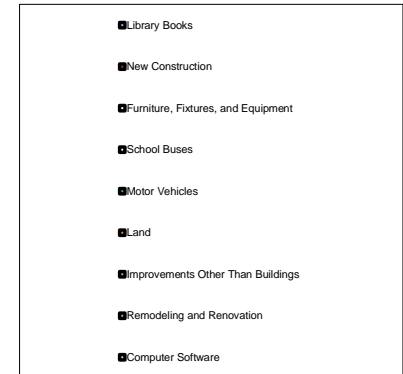 Library Books
New Construction
Furniture, Fixtures, and Equipment
School Buses
Motor Vehicles
Land
Improvements Other Than Buildings
Remodeling and Renovation
Computer Software